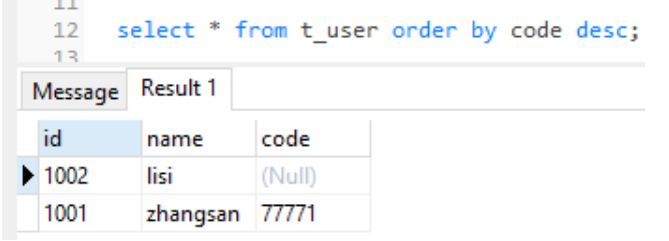 11
12 select * from t_user order by code desc;
13
Message Result 1
id name code
1002 lisi (Null)
1001 zhangsan 77771